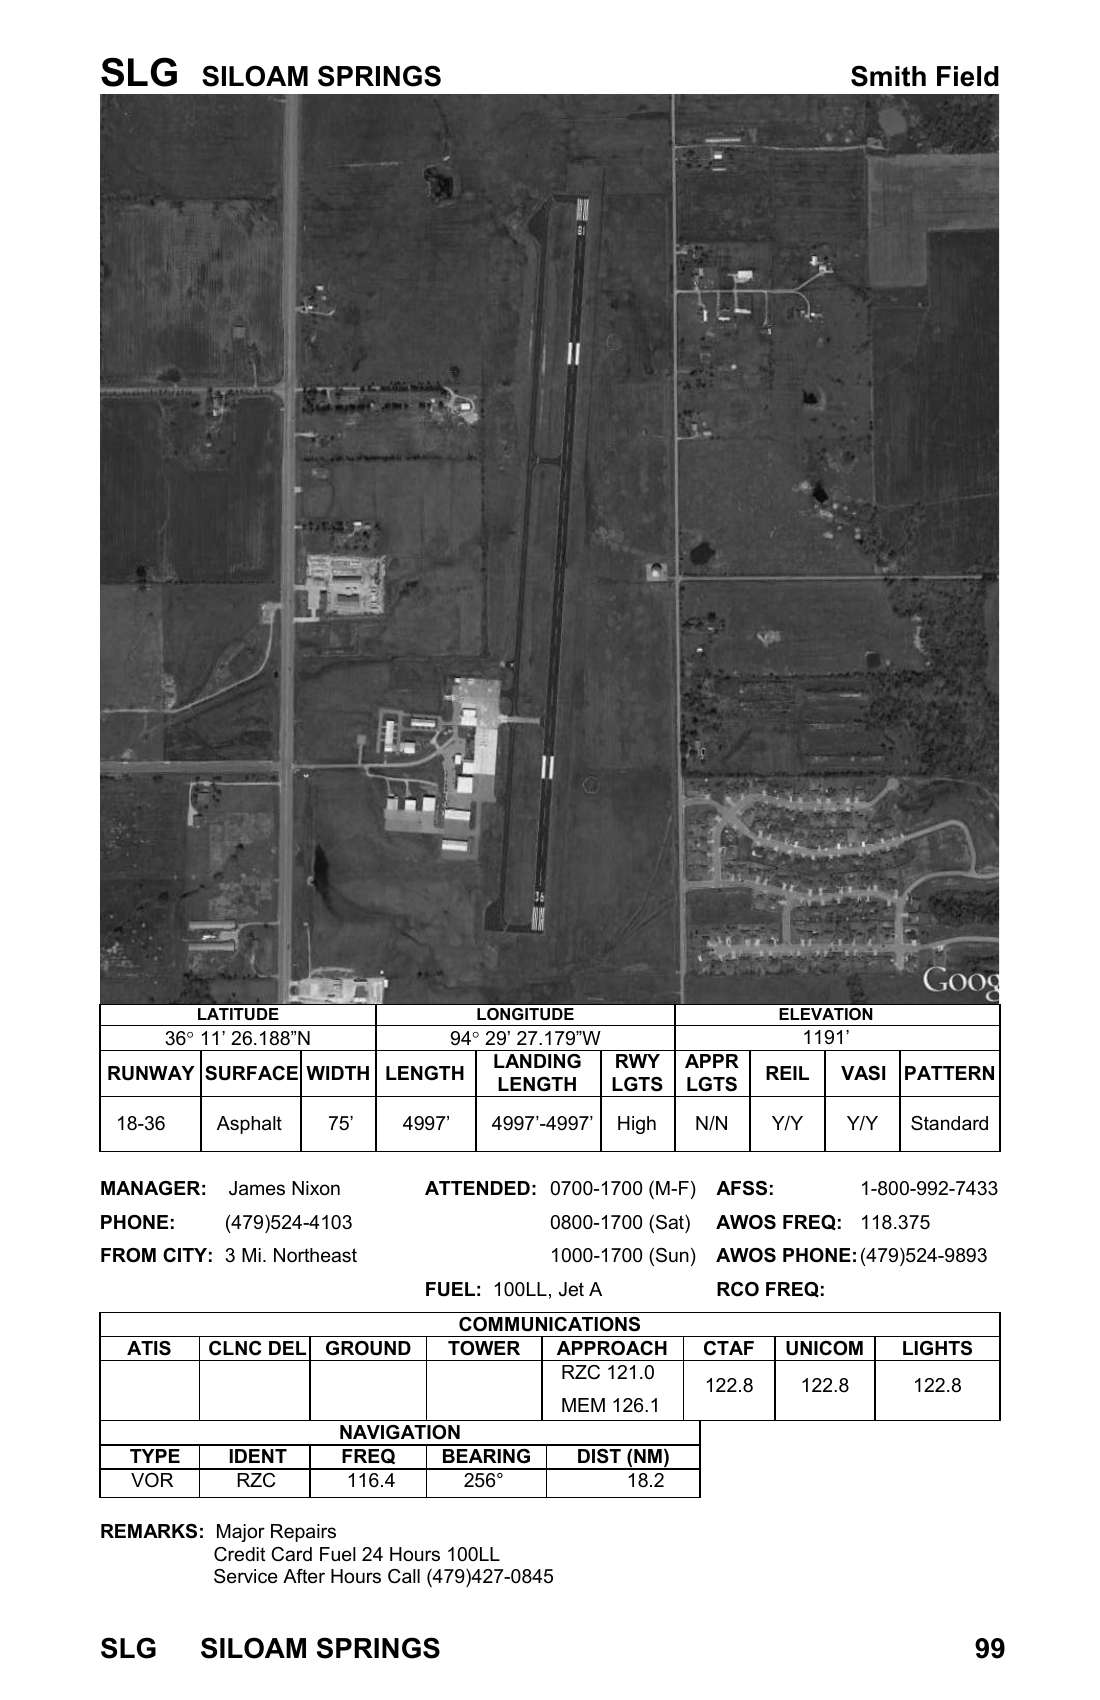 SLG SILOAM SPRINGS Smith Field
18
36
Goog
LATITUDE LONGITUDE ELEVATION
36° 11’ 26.188”N 94° 29’ 27.179”W 1191’
RUNWAY SURFACE WIDTH LENGTH LANDING LENGTH RWY LGTS APPR LGTS REIL VASI PATTERN
18-36 Asphalt 75’ 4997’ 4997’-4997’ High N/N Y/Y Y/Y Standard
MANAGER: James Nixon ATTENDED: 0700-1700 (M-F) AFSS: 1-800-992-7433
PHONE: (479)524-4103 0800-1700 (Sat) AWOS FREQ: 118.375
FROM CITY: 3 Mi. Northeast 1000-1700 (Sun) AWOS PHONE: (479)524-9893
FUEL: 100LL, Jet A RCO FREQ:
COMMUNICATIONS
ATIS CLNC DEL GROUND TOWER APPROACH CTAF UNICOM LIGHTS
RZC 121.0
122.8 122.8 122.8
MEM 126.1
NAVIGATION
TYPE IDENT FREQ BEARING DIST (NM)
VOR RZC 116.4 256° 18.2
REMARKS: Major Repairs
Credit Card Fuel 24 Hours 100LL
Service After Hours Call (479)427-0845
SLG SILOAM SPRINGS 99